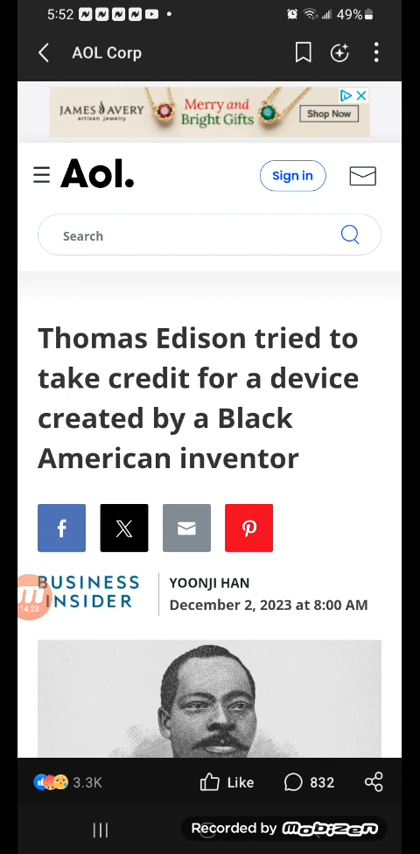 5:52
49%
AOL Corp
JAMES AVERY
artisan jewelry
Merry and
Bright Gifts
Shop Now
Aol.
Sign in
Search
Thomas Edison tried to
take credit for a device
created by a Black
American inventor
BUSINESS
INSIDER
YOONJI HAN
December 2, 2023 at 8:00 AM
14:23
3.3K
Like
832
Recorded by mobizen